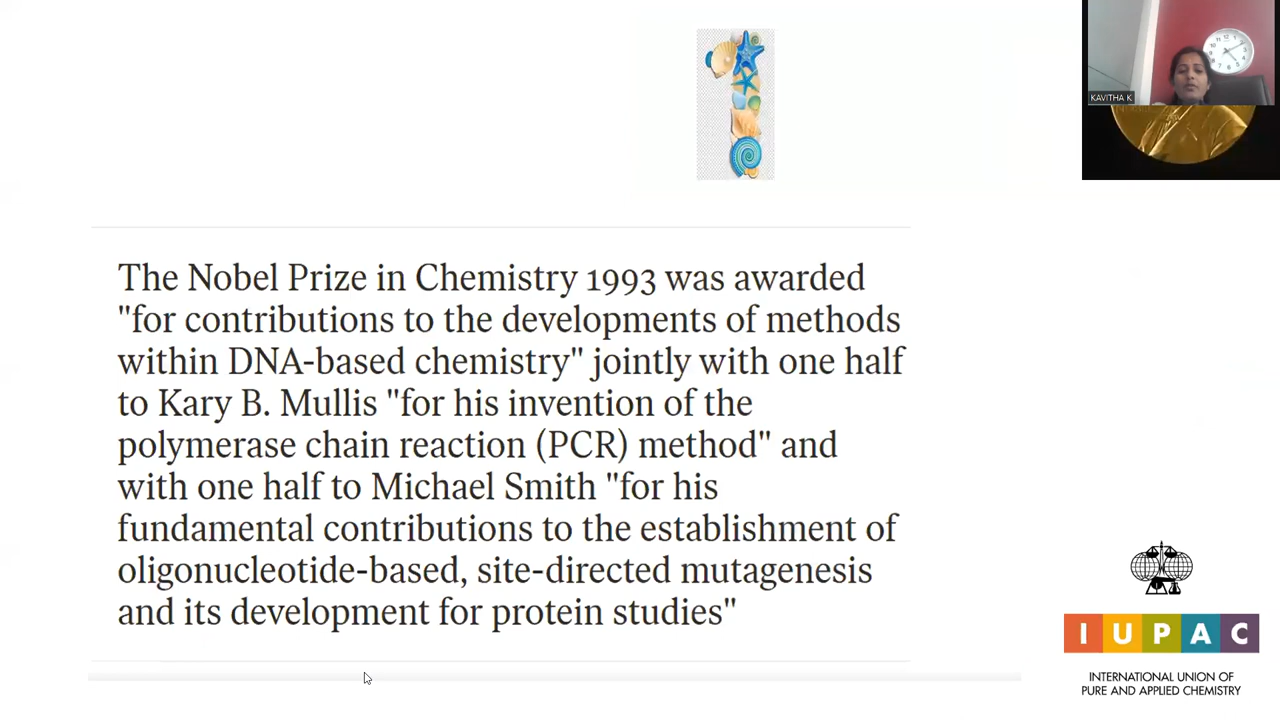 KAVITHA K
The Nobel Prize in Chemistry 1993 was awarded
"for contributions to the developments of methods
within DNA-based chemistry" jointly with one half
to Kary B. Mullis "for his invention of the
polymerase chain reaction (PCR) method" and
with one half to Michael Smith "for his
fundamental contributions to the establishment of
oligonucleotide-based, site-directed mutagenesis
and its development for protein studies"
I U P A C
INTERNATIONAL UNION OF
PURE AND APPLIED CHEMISTRY